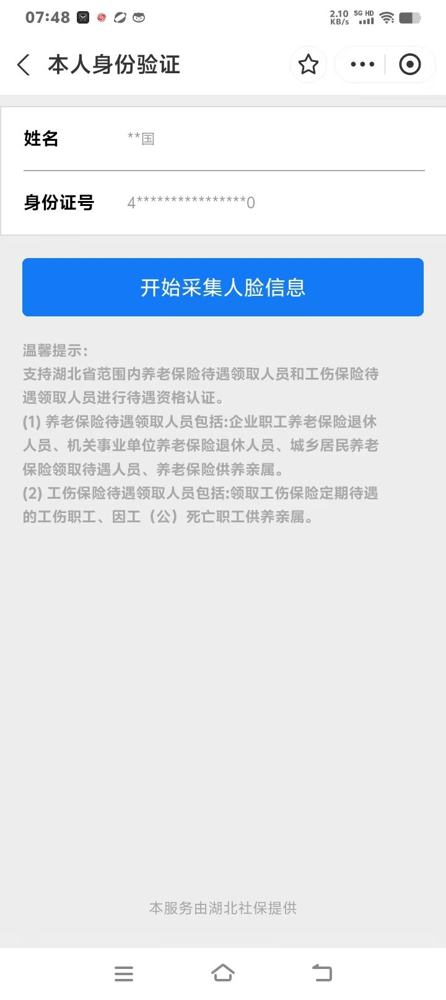 07:48
2.10 KB/s 5G HD
本人身份验证
姓名 **国
身份证号 4****************0
开始采集人脸信息
温馨提示：
支持湖北省范围内养老保险待遇领取人员和工伤保险待
遇领取人员进行待遇资格认证。
(1) 养老保险待遇领取人员包括:企业职工养老保险退休
人员、机关事业单位养老保险退休人员、城乡居民养老
保险领取待遇人员、养老保险供养亲属。
(2) 工伤保险待遇领取人员包括:领取工伤保险定期待遇
的工伤职工、因工（公）死亡职工供养亲属。
本服务由湖北社保提供